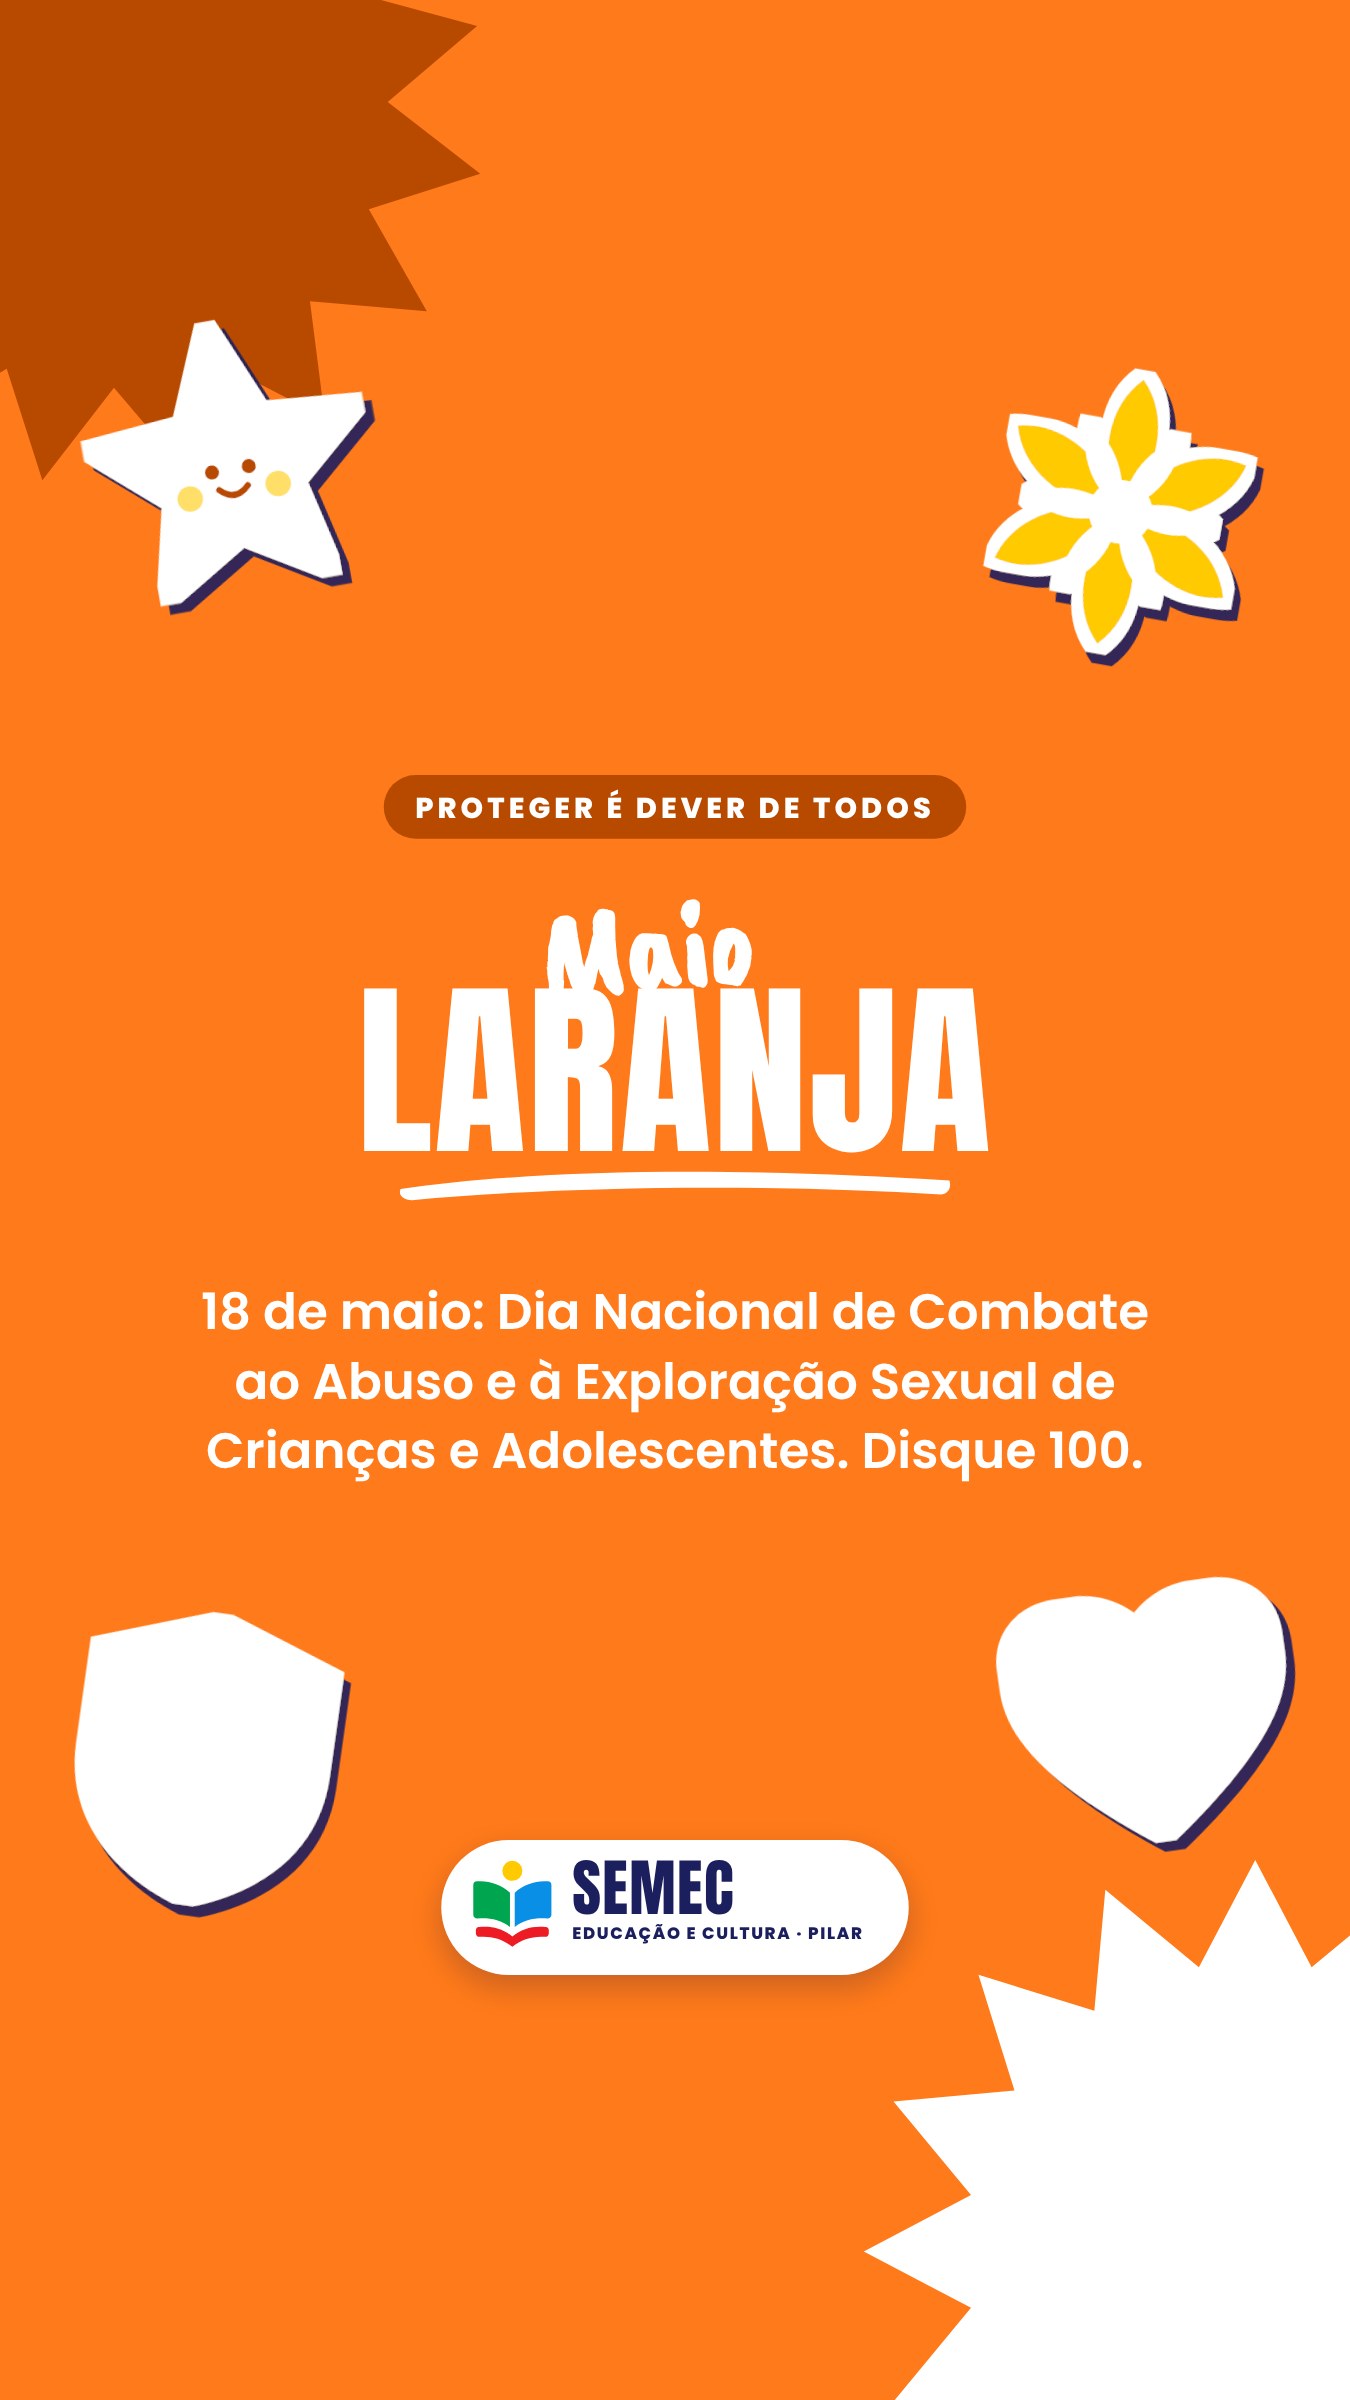 PROTEGER É DEVER DE TODOS
Maio
LARANJA
18 de maio: Dia Nacional de Combate
ao Abuso e à Exploração Sexual de
Crianças e Adolescentes. Disque 100.
SEMEC
EDUCAÇÃO E CULTURA · PILAR